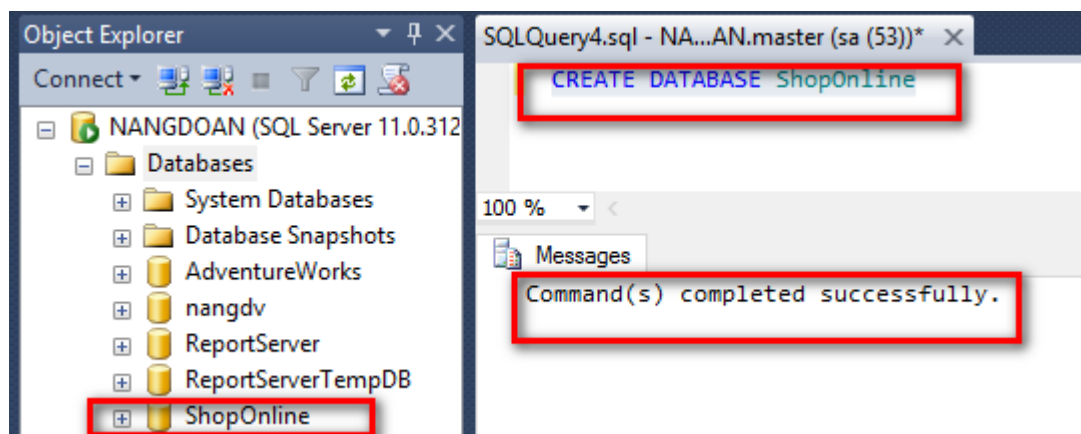 Object Explorer
Connect
NANGDOAN (SQL Server 11.0.312
Databases
System Databases
Database Snapshots
AdventureWorks
nangdv
ReportServer
ReportServerTempDB
ShopOnline
SQLQuery4.sql - NA...AN.master (sa (53))*
CREATE DATABASE ShopOnline
100 %
Messages
Command(s) completed successfully.